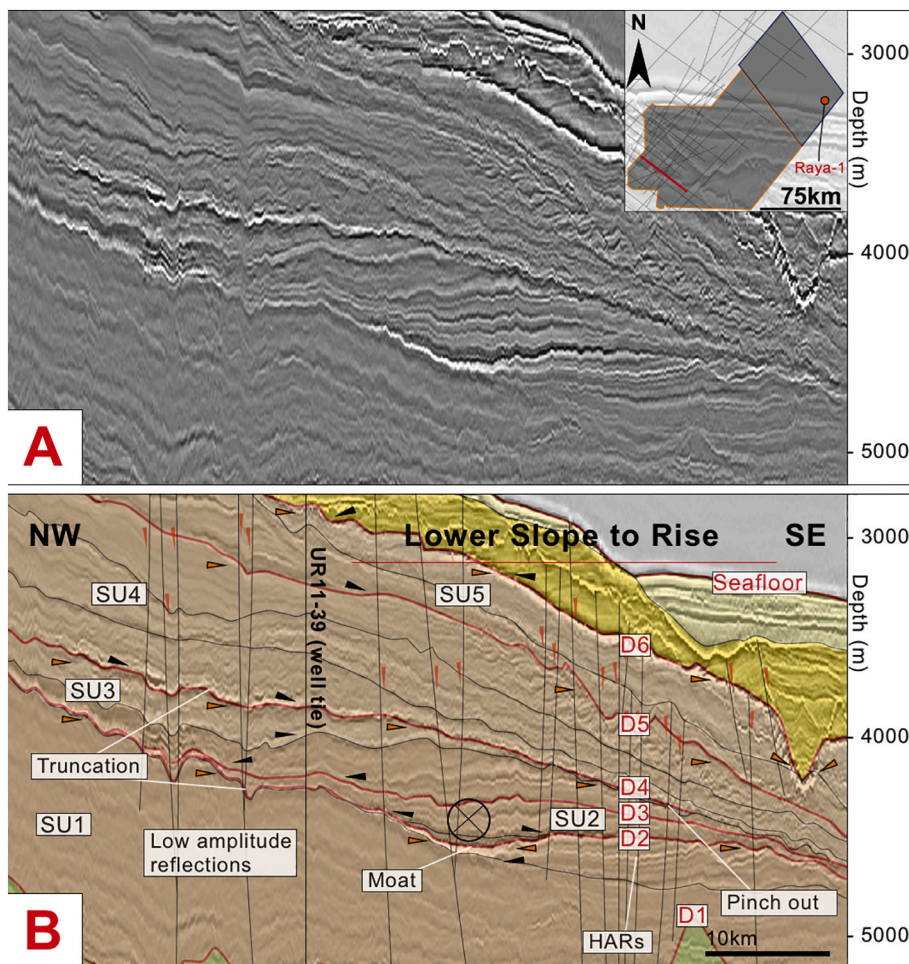 N
3000
Depth (m)
Raya-1
75km
4000
5000
A
NW
Lower Slope to Rise
SE
3000
Seafloor
SU4
SU5
UR11-39 (well tie)
Depth (m)
D6
SU3
D5
4000
Truncation
D4
D3
SU2
D2
SU1
Low amplitude
reflections
Moat
Pinch out
D1
HARs
10km
5000
B